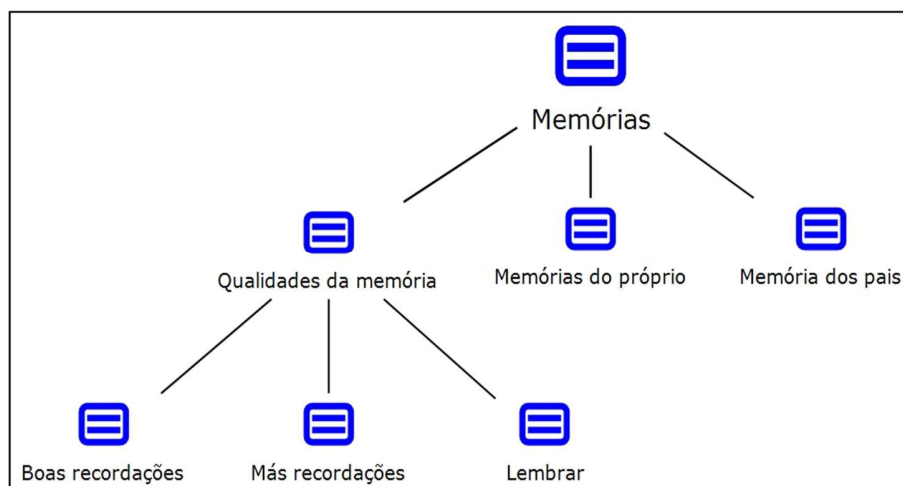 Memórias
Qualidades da memória
Memórias do próprio
Memória dos pais
Boas recordações
Más recordações
Lembrar